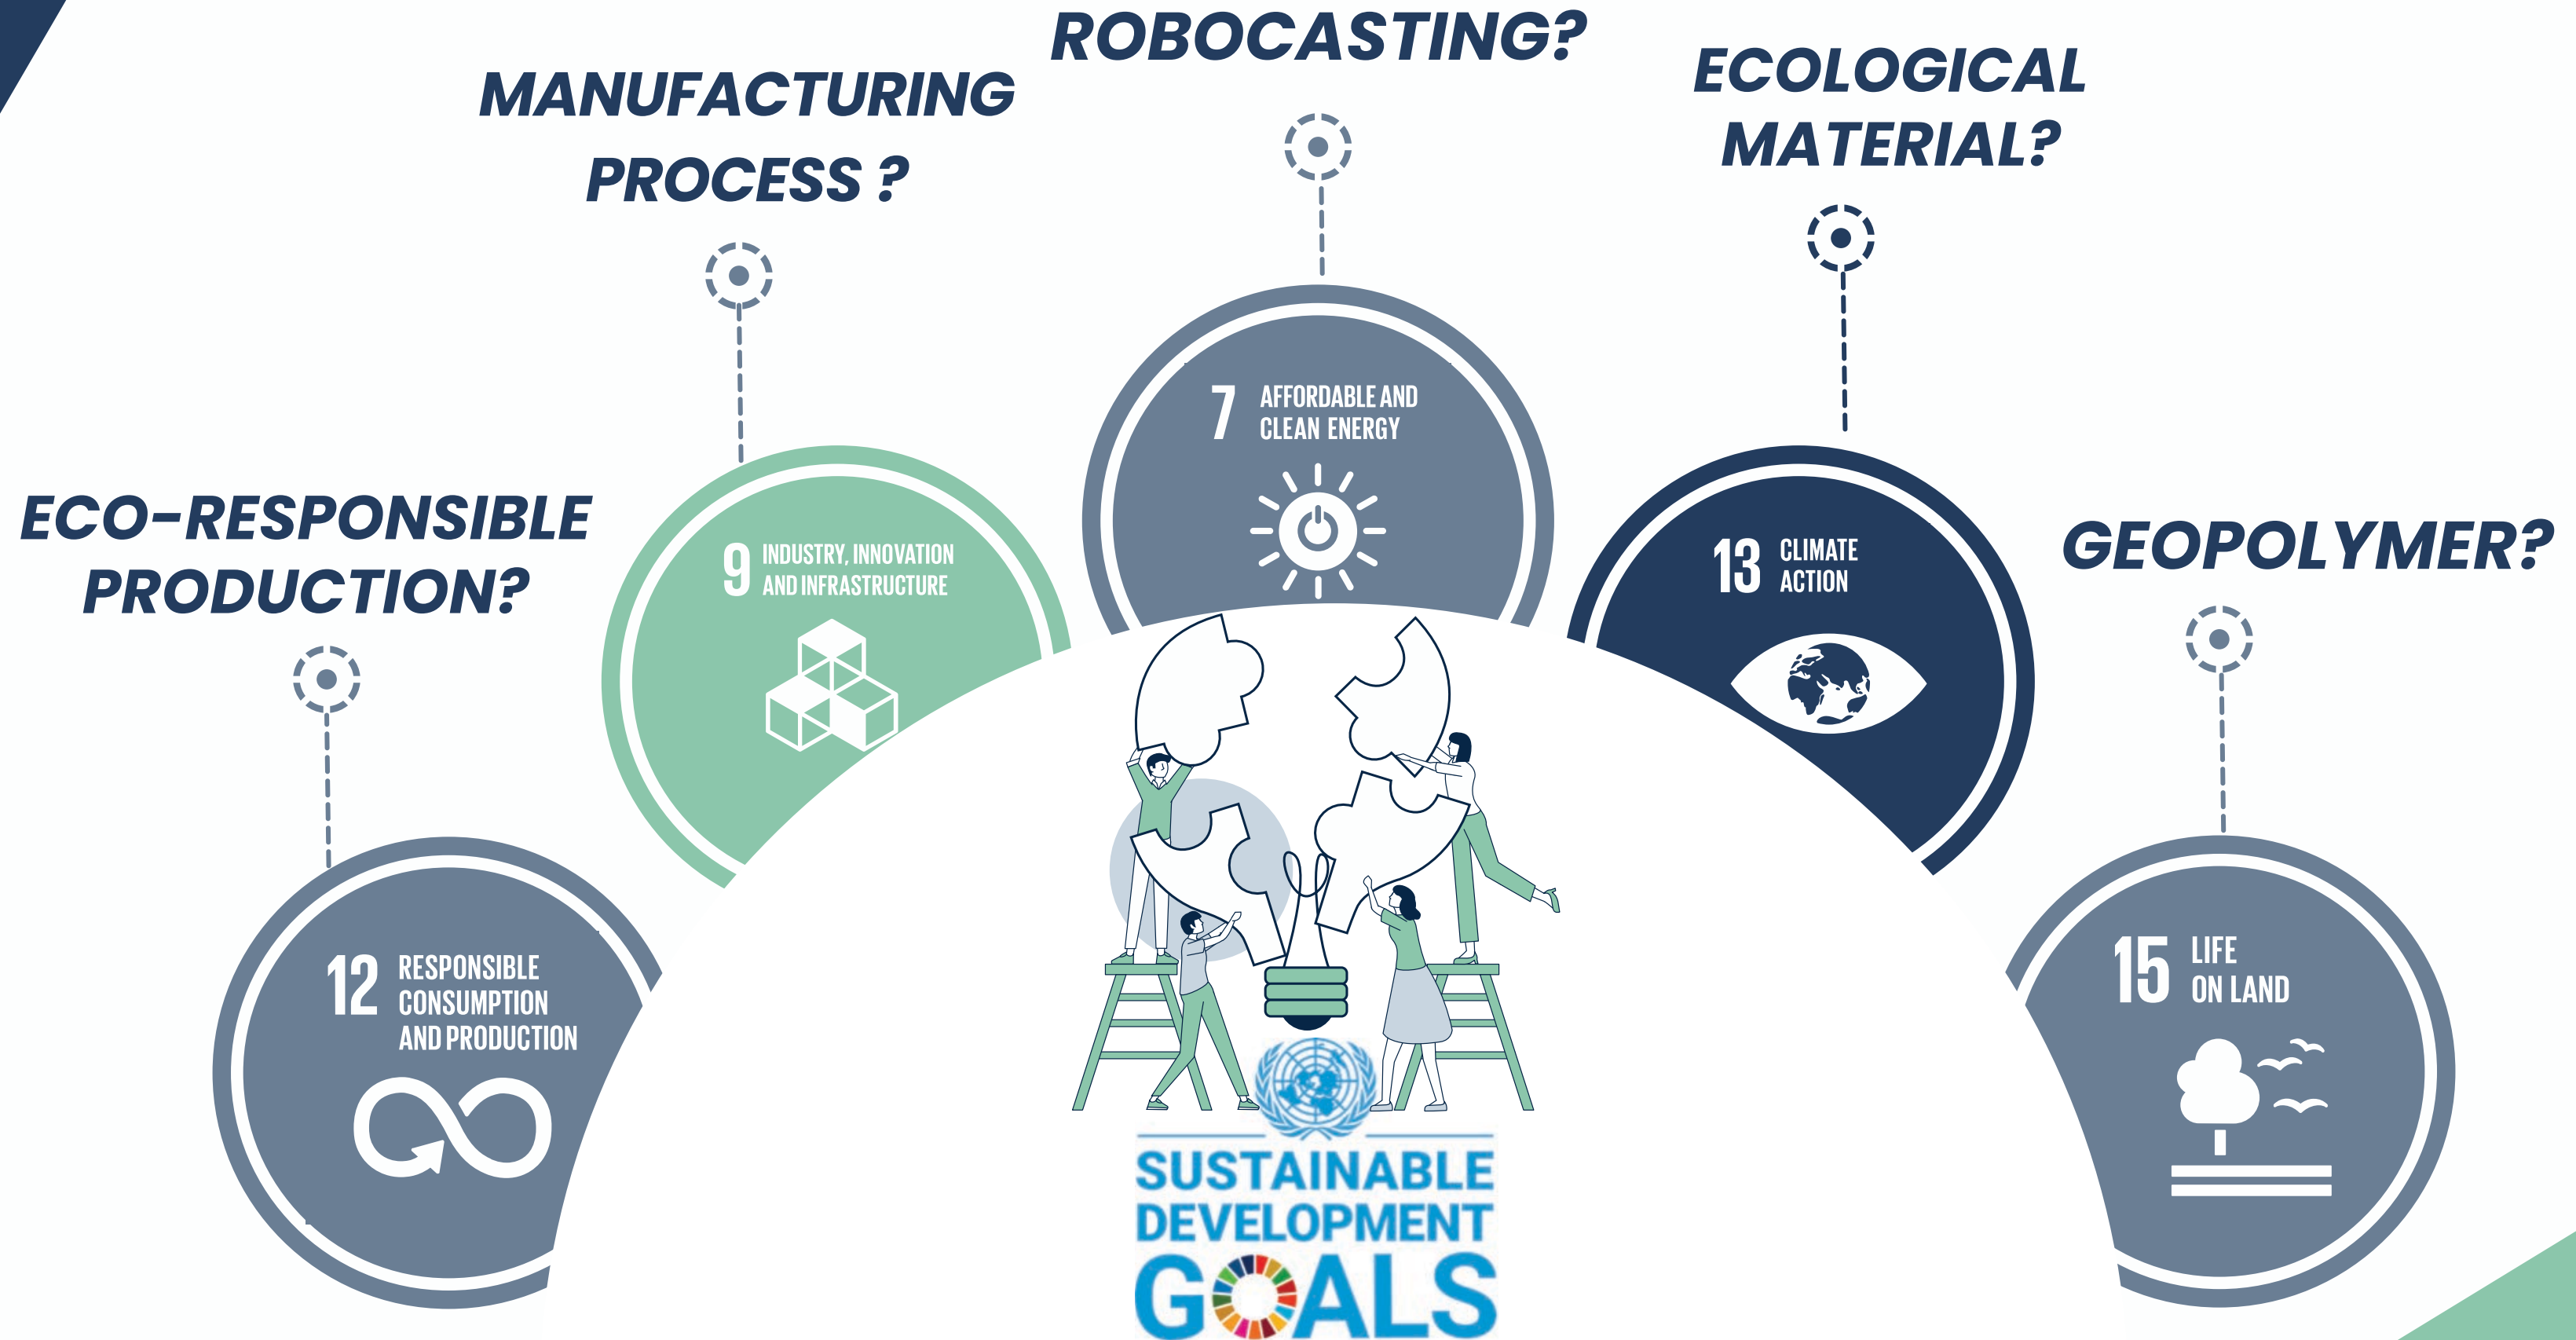 ROBOCASTING?
MANUFACTURING
PROCESS ?
ECOLOGICAL
MATERIAL?
ECO-RESPONSIBLE
PRODUCTION?
GEOPOLYMER?
12 RESPONSIBLE
CONSUMPTION
AND PRODUCTION
9 INDUSTRY, INNOVATION
AND INFRASTRUCTURE
7 AFFORDABLE AND
CLEAN ENERGY
13 CLIMATE
ACTION
15 LIFE
ON LAND
SUSTAINABLE
DEVELOPMENT
GOALS